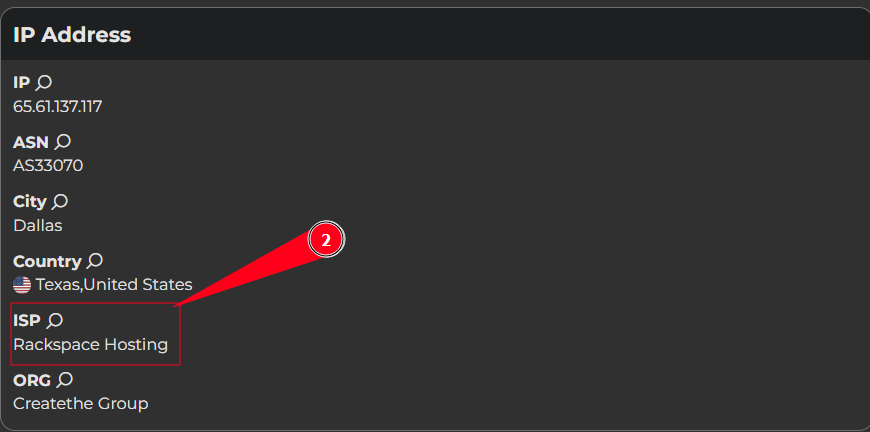 IP Address
IP
65.61.137.117
ASN
AS33070
City
Dallas
2
Country
Texas,United States
ISP
Rackspace Hosting
ORG
Createthe Group